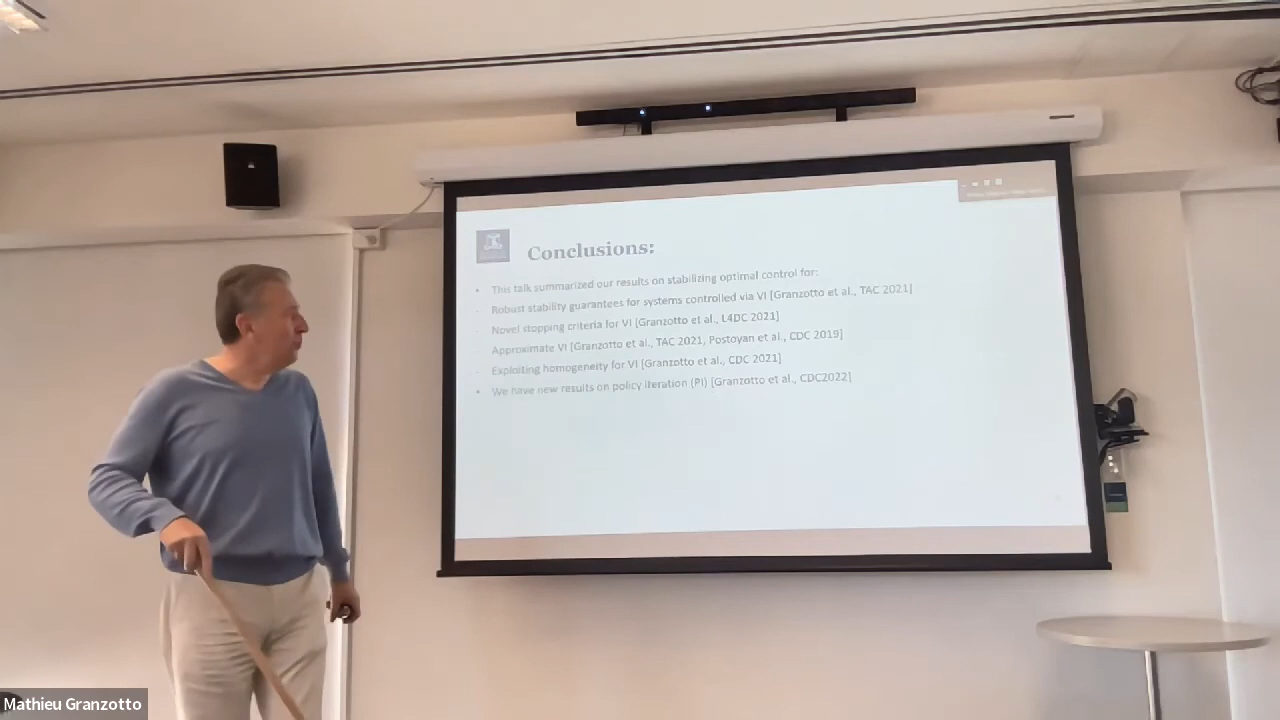 Conclusions:
This talk summarized our results on stabilizing optimal control for:
Robust stability guarantees for systems controlled via VI [Granzotto et al., TAC 2021]
Novel stopping criteria for VI [Granzotto et al., L4DC 2021]
Approximate VI [Granzotto et al., TAC 2021, Postoyan et al., CDC 2019]
Exploiting homogeneity for VI [Granzotto et al., CDC 2021]
We have new results on policy iteration (PI) [Granzotto et al., CDC2022]
Mathieu Granzotto